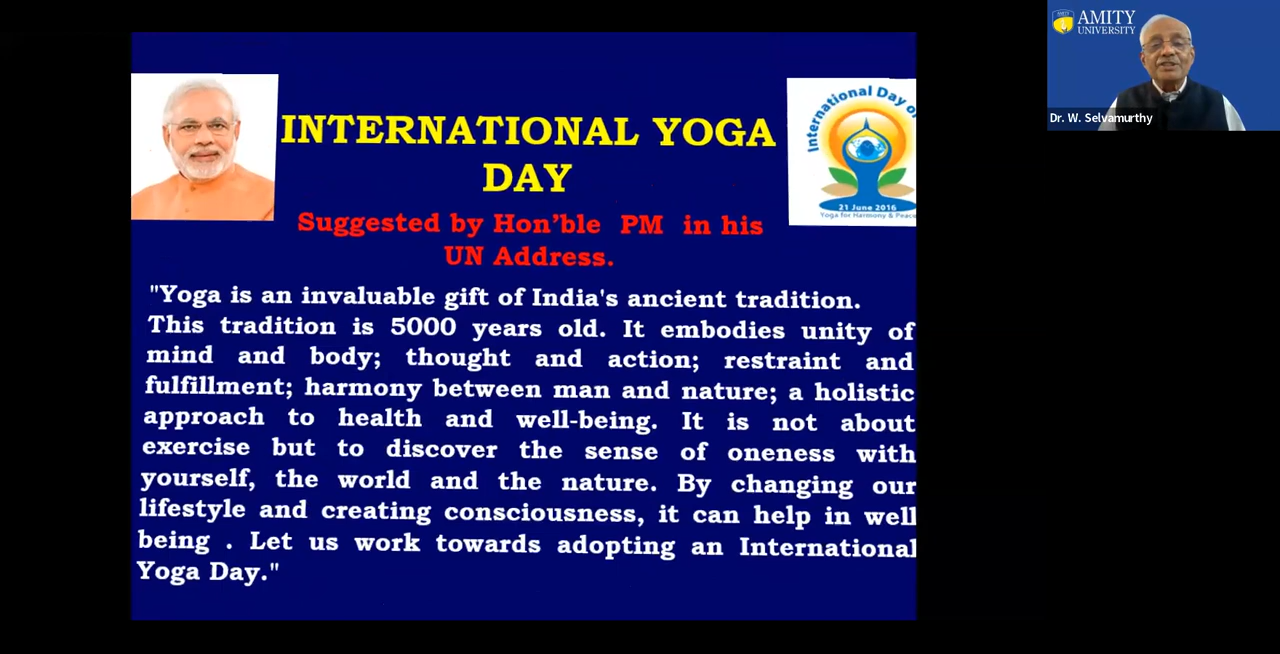 INTERNATIONAL YOGA
DAY
Suggested by Hon'ble PM in his
UN Address.
"Yoga is an invaluable gift of India's ancient tradition.
This tradition is 5000 years old. It embodies unity of
mind and body; thought and action; restraint and
fulfillment; harmony between man and nature; a holistic
approach to health and well-being. It is not about
exercise but to discover the sense of oneness with
yourself, the world and the nature. By changing our
lifestyle and creating consciousness, it can help in well
being . Let us work towards adopting an International
Yoga Day."
International Day of
21 June 2016
Yoga for Harmony & Peace
AMITY
UNIVERSITY
Dr. W. Selvamurthy